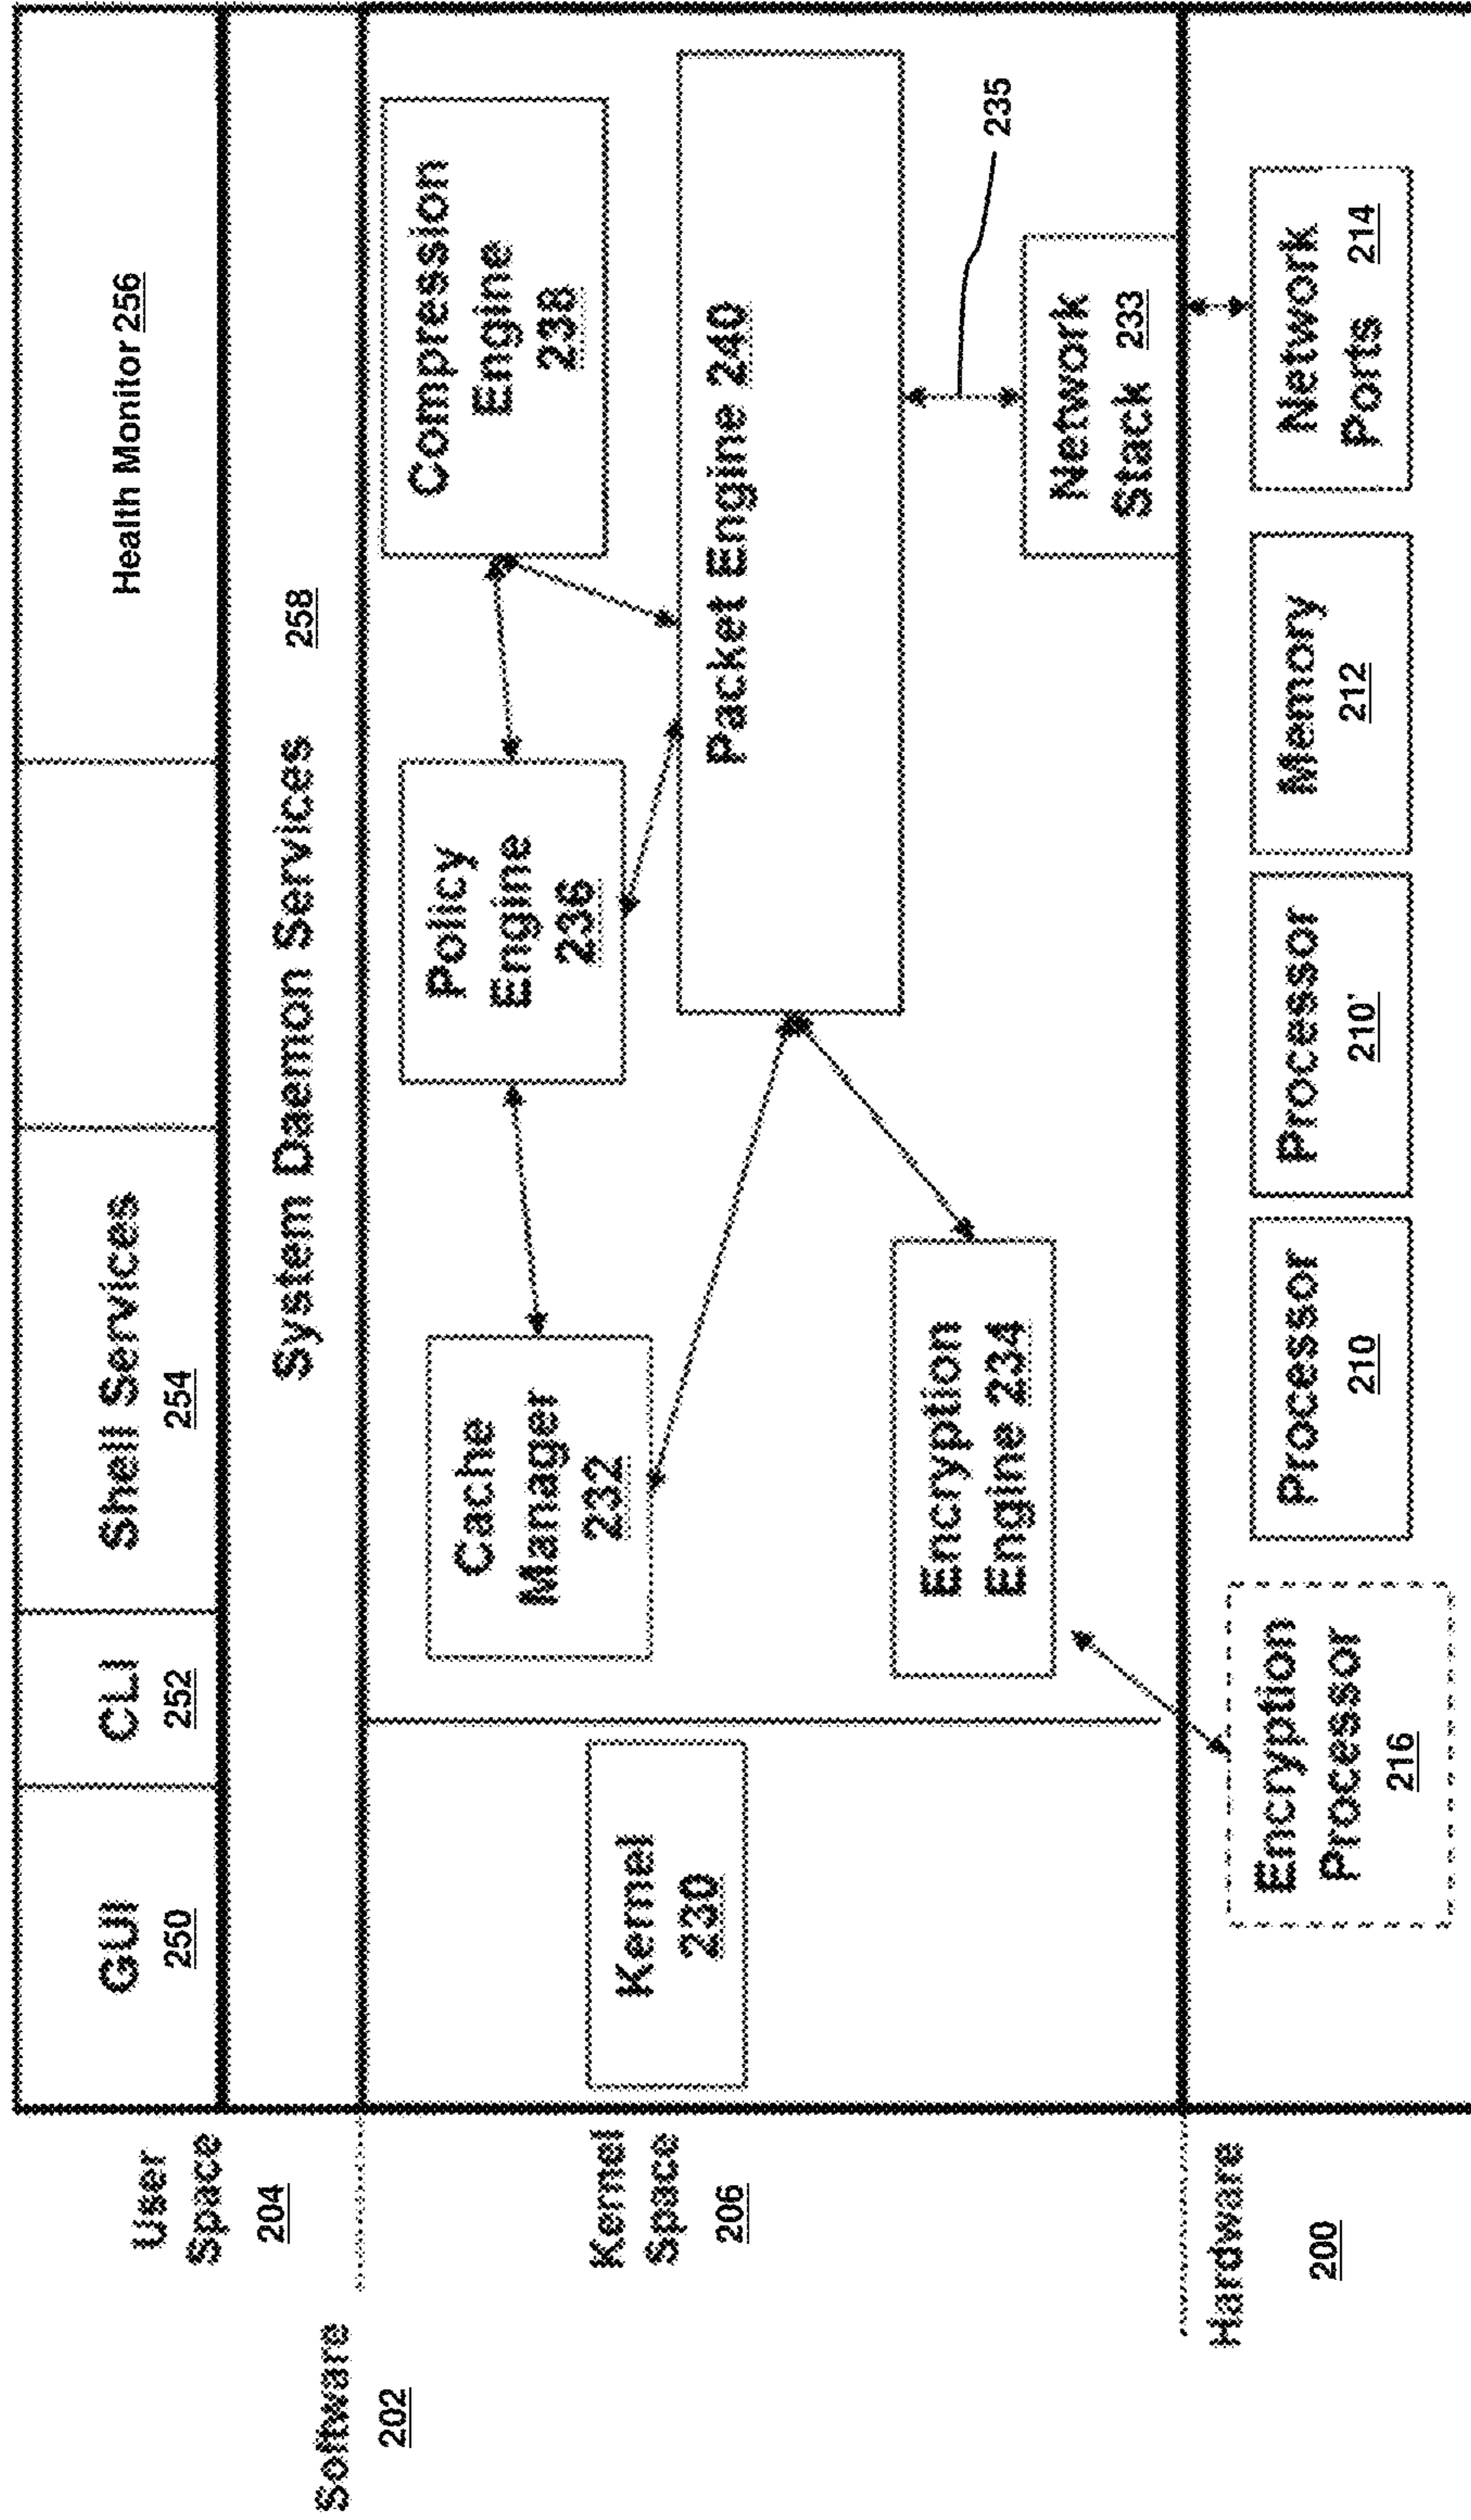 User
Space
204
GUI
250
CLI
252
Shell Services
254
Health Monitor 256
System Daemon Services 258
Software
202
Kernel
Space
206
Kernel
230
Cache
Manager
232
Policy
Engine
236
Compression
Engine
238
Packet Engine 240
Encryption
Engine 234
235
Network
Stack 233
Hardware
200
Encryption
Processor
216
Processor
210
Processor
210'
Memory
212
Network
Ports 214